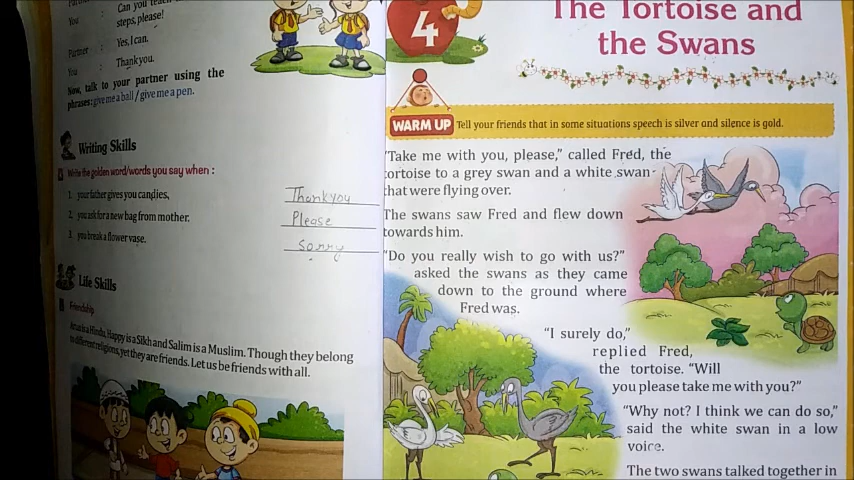 Partner : Can you teach
You steps, please!
Partner : Yes, I can.
You : Thank you.
Now, talk to your partner using the
phrases: give me a ball / give me a pen.
Writing Skills
Write the golden word/words you say when :
1. your father gives you candies, Thankyou
2. you ask for a new bag from mother. Please
3. you break a flower vase. Sorry
Life Skills
Friendship
is a Hindu, Happy is a Sikh and Salim is a Muslim. Though they belong
to different religions, yet they are friends. Let us be friends with all.
4
The Tortoise and
the Swans
WARM UP Tell your friends that in some situations speech is silver and silence is gold.
"Take me with you, please,” called Fred, the
tortoise to a grey swan and a white swan
that were flying over.
The swans saw Fred and flew down
towards him.
"Do you really wish to go with us?”
asked the swans as they came
down to the ground where
Fred was.
“I surely do,”
replied Fred,
the tortoise. “Will
you please take me with you?”
“Why not? I think we can do so,”
said the white swan in a low
voice.
The two swans talked together in